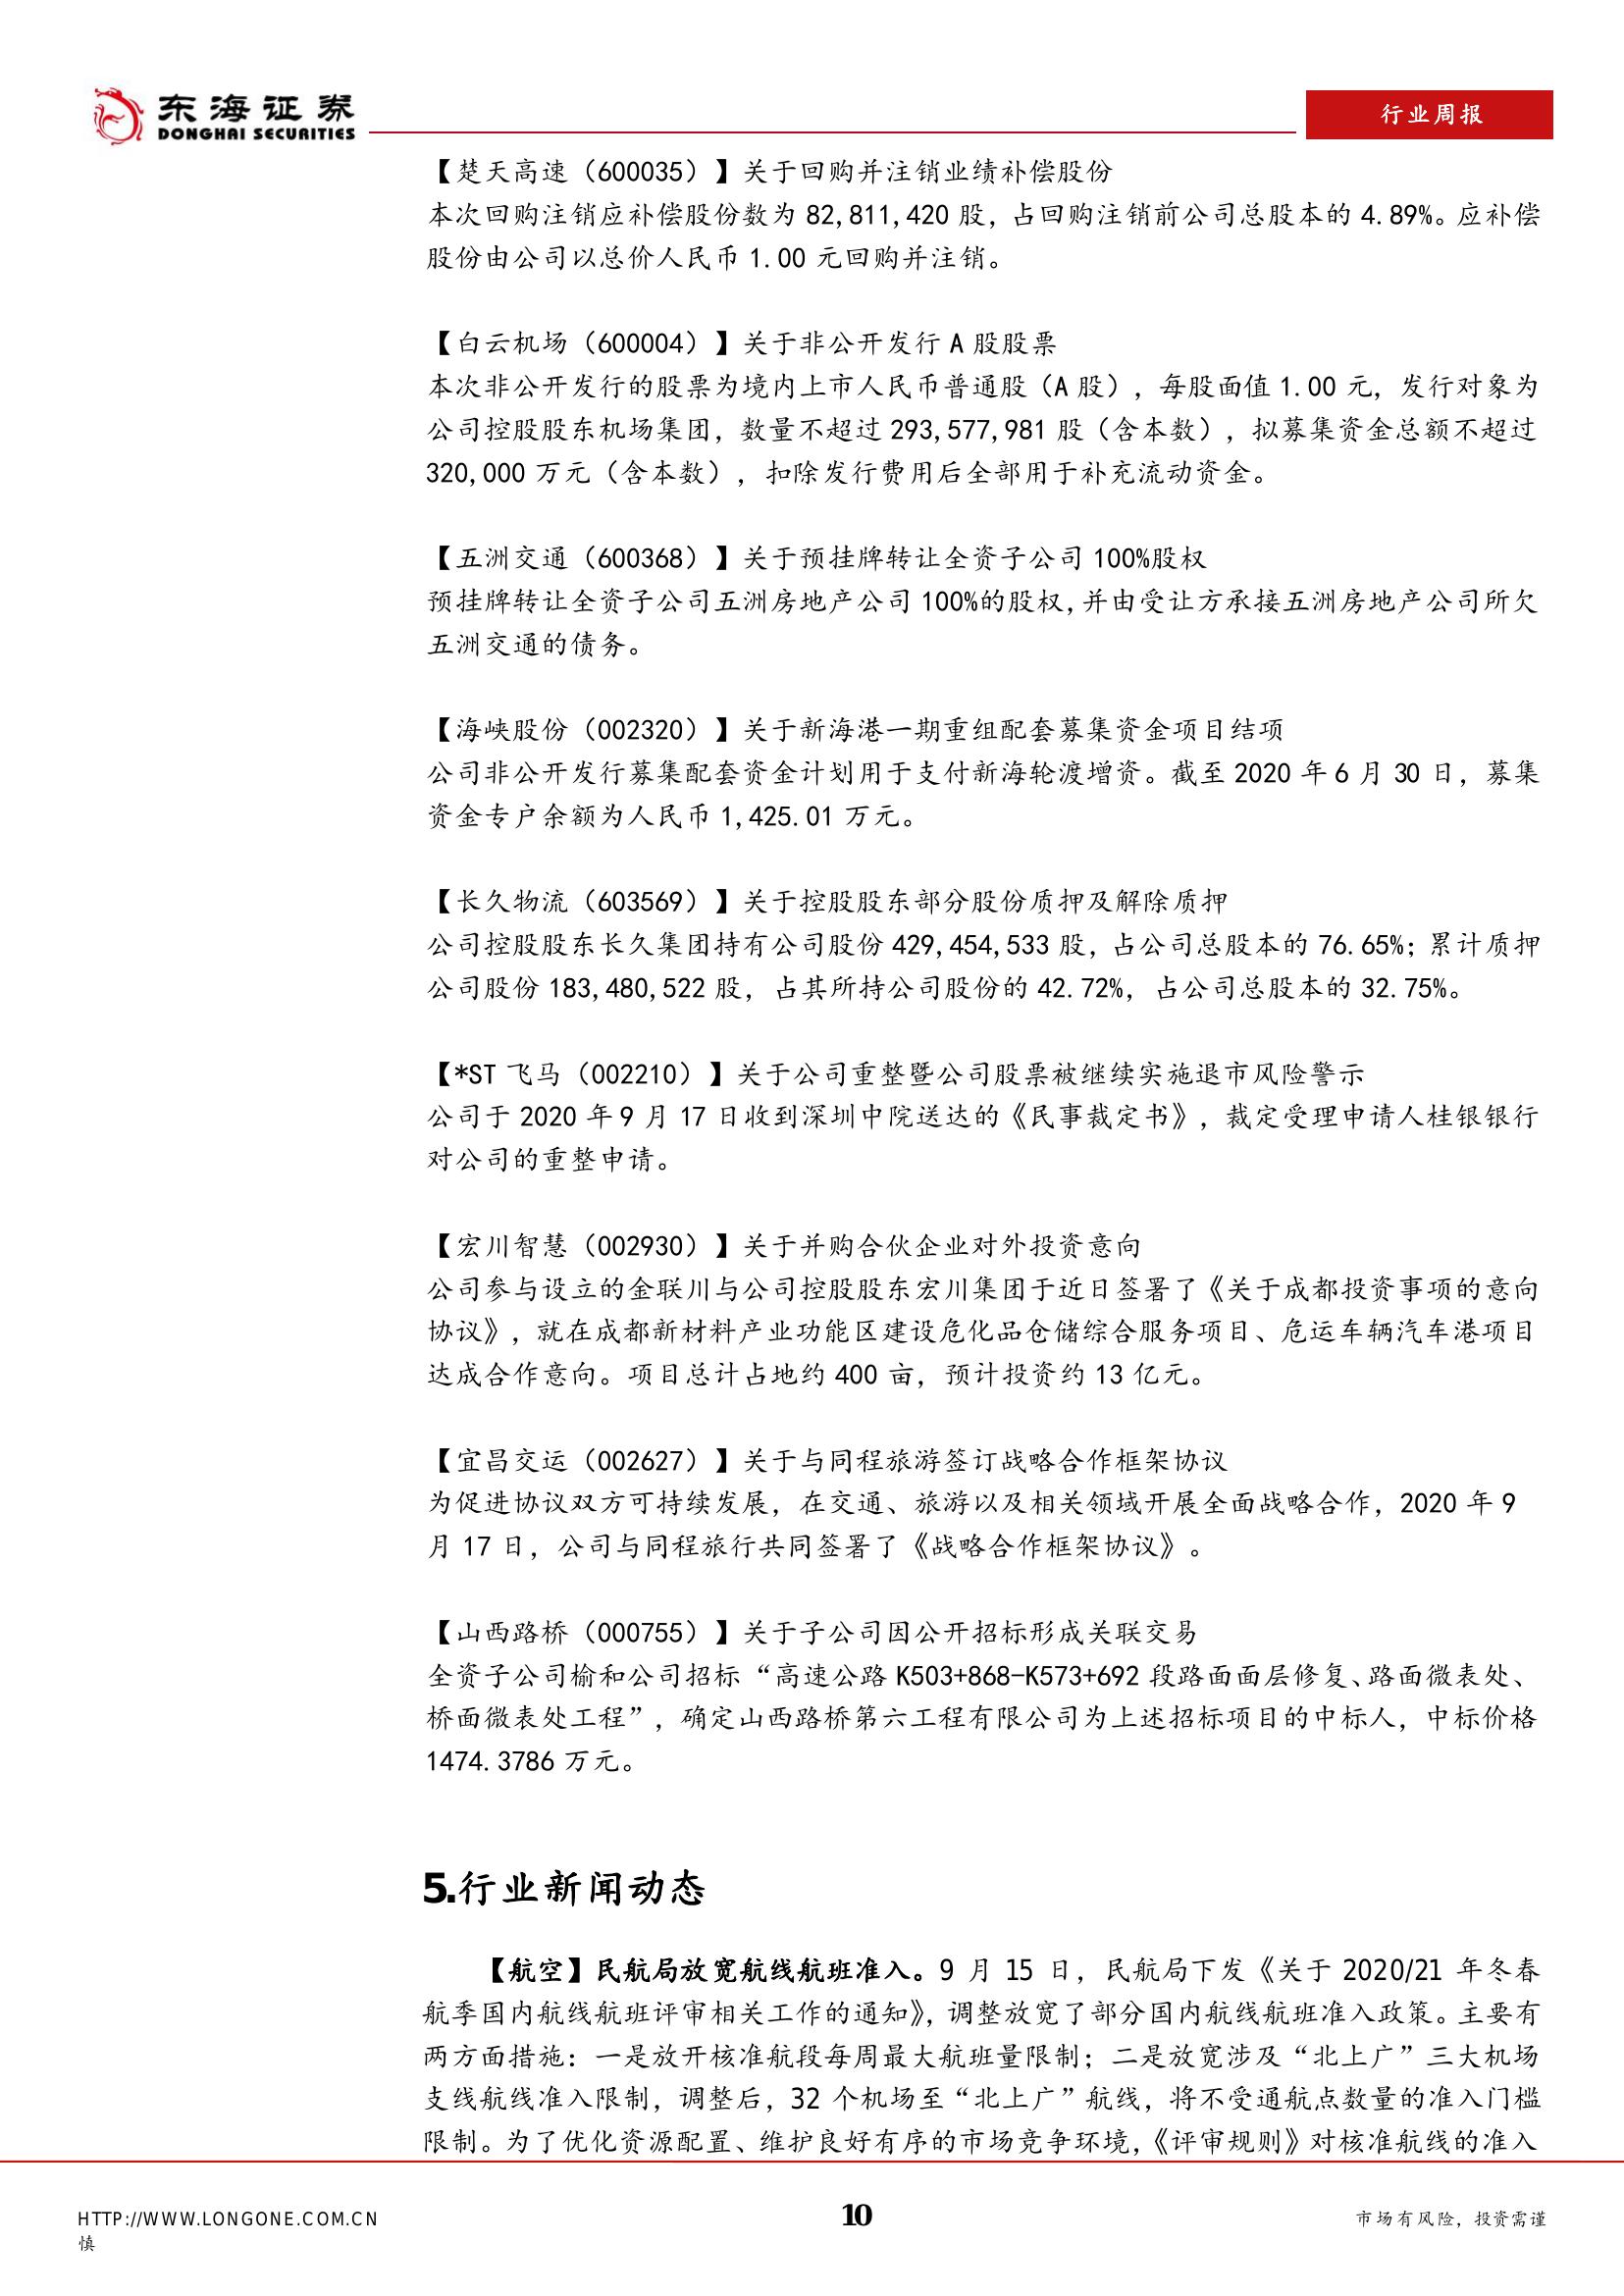 东海证券
DONGHAI SECURITIES
行业周报
【楚天高速（600035）】关于回购并注销业绩补偿股份
本次回购注销应补偿股份数为 82,811,420 股，占回购注销前公司总股本的 4.89%。应补偿
股份由公司以总价人民币 1.00 元回购并注销。
【白云机场（600004）】关于非公开发行 A 股股票
本次非公开发行的股票为境内上市人民币普通股（A 股），每股面值 1.00 元，发行对象为
公司控股股东机场集团，数量不超过 293,577,981 股（含本数），拟募集资金总额不超过
320,000 万元（含本数），扣除发行费用后全部用于补充流动资金。
【五洲交通（600368）】关于预挂牌转让全资子公司 100%股权
预挂牌转让全资子公司五洲房地产公司 100%的股权，并由受让方承接五洲房地产公司所欠
五洲交通的债务。
【海峡股份（002320）】关于新海港一期重组配套募集资金项目结项
公司非公开发行募集配套资金计划用于支付新海轮渡增资。截至 2020 年 6 月 30 日，募集
资金专户余额为人民币 1,425.01 万元。
【长久物流（603569）】关于控股股东部分股份质押及解除质押
公司控股股东长久集团持有公司股份 429,454,533 股，占公司总股本的 76.65%；累计质押
公司股份 183,480,522 股，占其所持公司股份的 42.72%，占公司总股本的 32.75%。
【*ST 飞马（002210）】关于公司重整暨公司股票被继续实施退市风险警示
公司于 2020 年 9 月 17 日收到深圳中院送达的《民事裁定书》，裁定受理申请人桂银银行
对公司的重整申请。
【宏川智慧（002930）】关于并购合伙企业对外投资意向
公司参与设立的金联川与公司控股股东宏川集团于近日签署了《关于成都投资事项的意向
协议》，就在成都新材料产业功能区建设危化品仓储综合服务项目、危运车辆汽车港项目
达成合作意向。项目总计占地约 400 亩，预计投资约 13 亿元。
【宜昌交运（002627）】关于与同程旅游签订战略合作框架协议
为促进协议双方可持续发展，在交通、旅游以及相关领域开展全面战略合作，2020 年 9
月 17 日，公司与同程旅行共同签署了《战略合作框架协议》。
【山西路桥（000755）】关于子公司因公开招标形成关联交易
全资子公司榆和公司招标“高速公路 K503+868-K573+692 段路面面层修复、路面微表处、
桥面微表处工程”，确定山西路桥第六工程有限公司为上述招标项目的中标人，中标价格
1474.3786 万元。
5.行业新闻动态
【航空】民航局放宽航线航班准入。9 月 15 日，民航局下发《关于 2020/21 年冬春
航季国内航线航班评审相关工作的通知》，调整放宽了部分国内航线航班准入政策。主要有
两方面措施：一是放开核准航段每周最大航班量限制；二是放宽涉及“北上广”三大机场
支线航线准入限制，调整后，32 个机场至“北上广”航线，将不受通航点数量的准入门槛
限制。为了优化资源配置、维护良好有序的市场竞争环境，《评审规则》对核准航线的准入
HTTP://WWW.LONGONE.COM.CN
10
市场有风险，投资需谨
慎